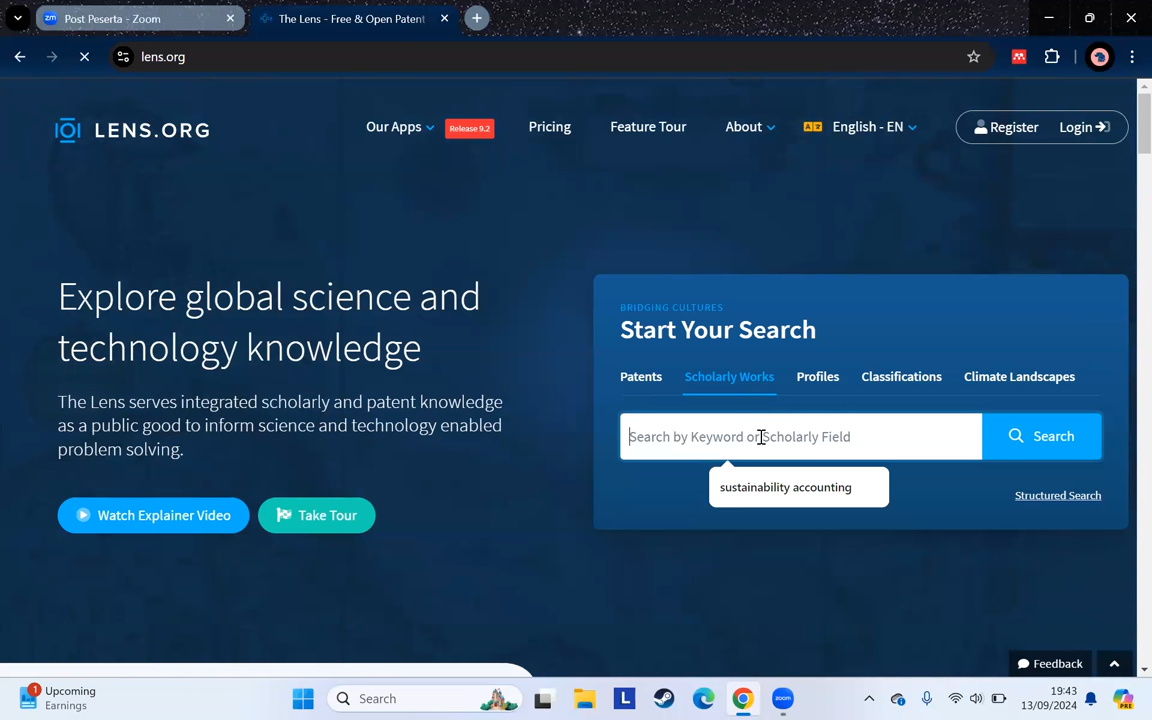 Post Peserta - Zoom
The Lens - Free & Open Patent
lens.org
LENS.ORG
Our Apps
Release 9.2
Pricing
Feature Tour
About
English - EN
Register
Login
Explore global science and
technology knowledge
The Lens serves integrated scholarly and patent knowledge
as a public good to inform science and technology enabled
problem solving.
Watch Explainer Video
Take Tour
BRIDGING CULTURES
Start Your Search
Patents
Scholarly Works
Profiles
Classifications
Climate Landscapes
Search by Keyword or Scholarly Field
Search
sustainability accounting
Structured Search
Feedback
1
Upcoming
Earnings
Search
19:43
13/09/2024